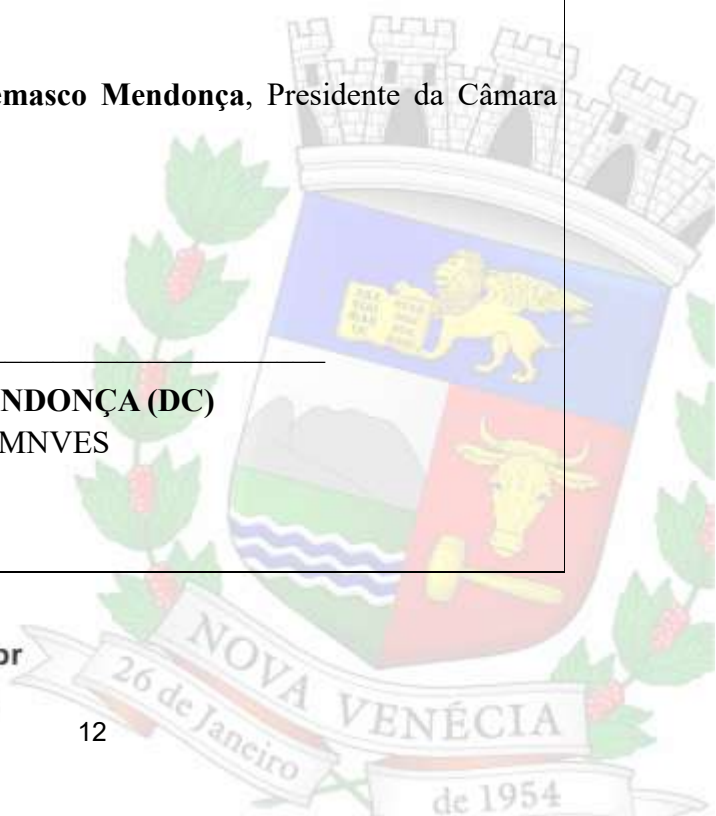 emasco Mendonça, Presidente da Câmara
NDONÇA (DC)
MNVES
or
12
NOVA VENÉCIA
26 de Janeiro
de 1954